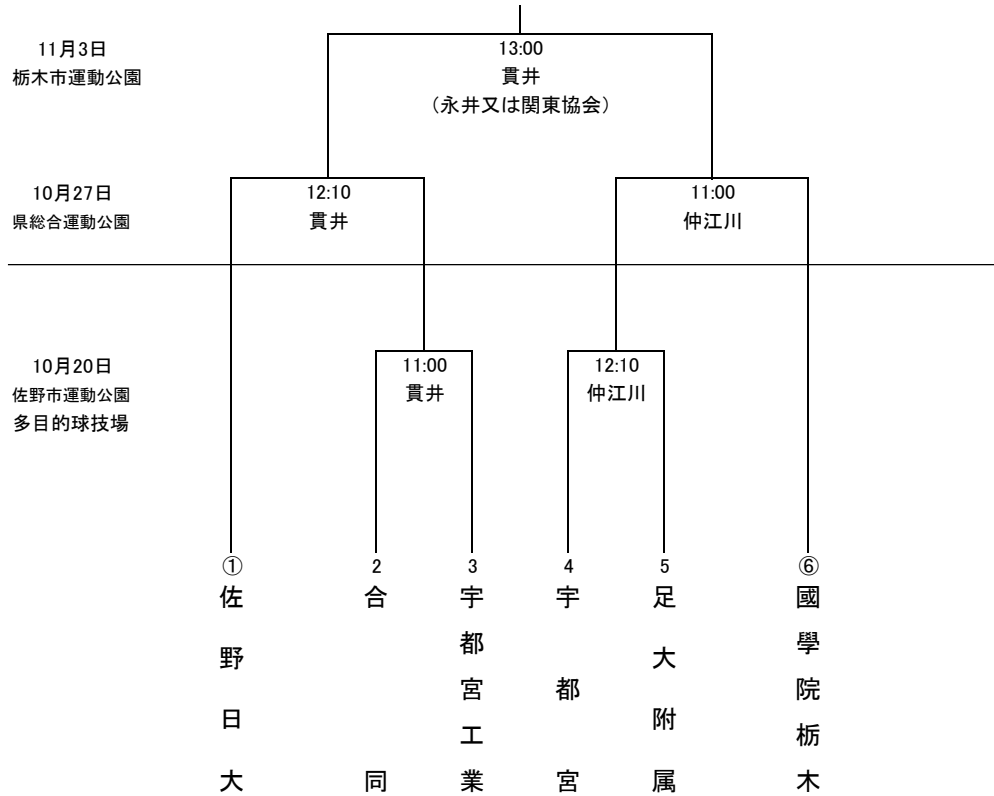 11月3日
栃木市運動公園
13:00
貫井
（永井又は関東協会）
10月27日
県総合運動公園
12:10
貫井
11:00
仲江川
10月20日
佐野市運動公園
多目的球技場
11:00
貫井
12:10
仲江川
①
佐野日大
2
合同
3
宇都宮工業
4
宇都宮
5
足大附属
⑥
國學院栃木